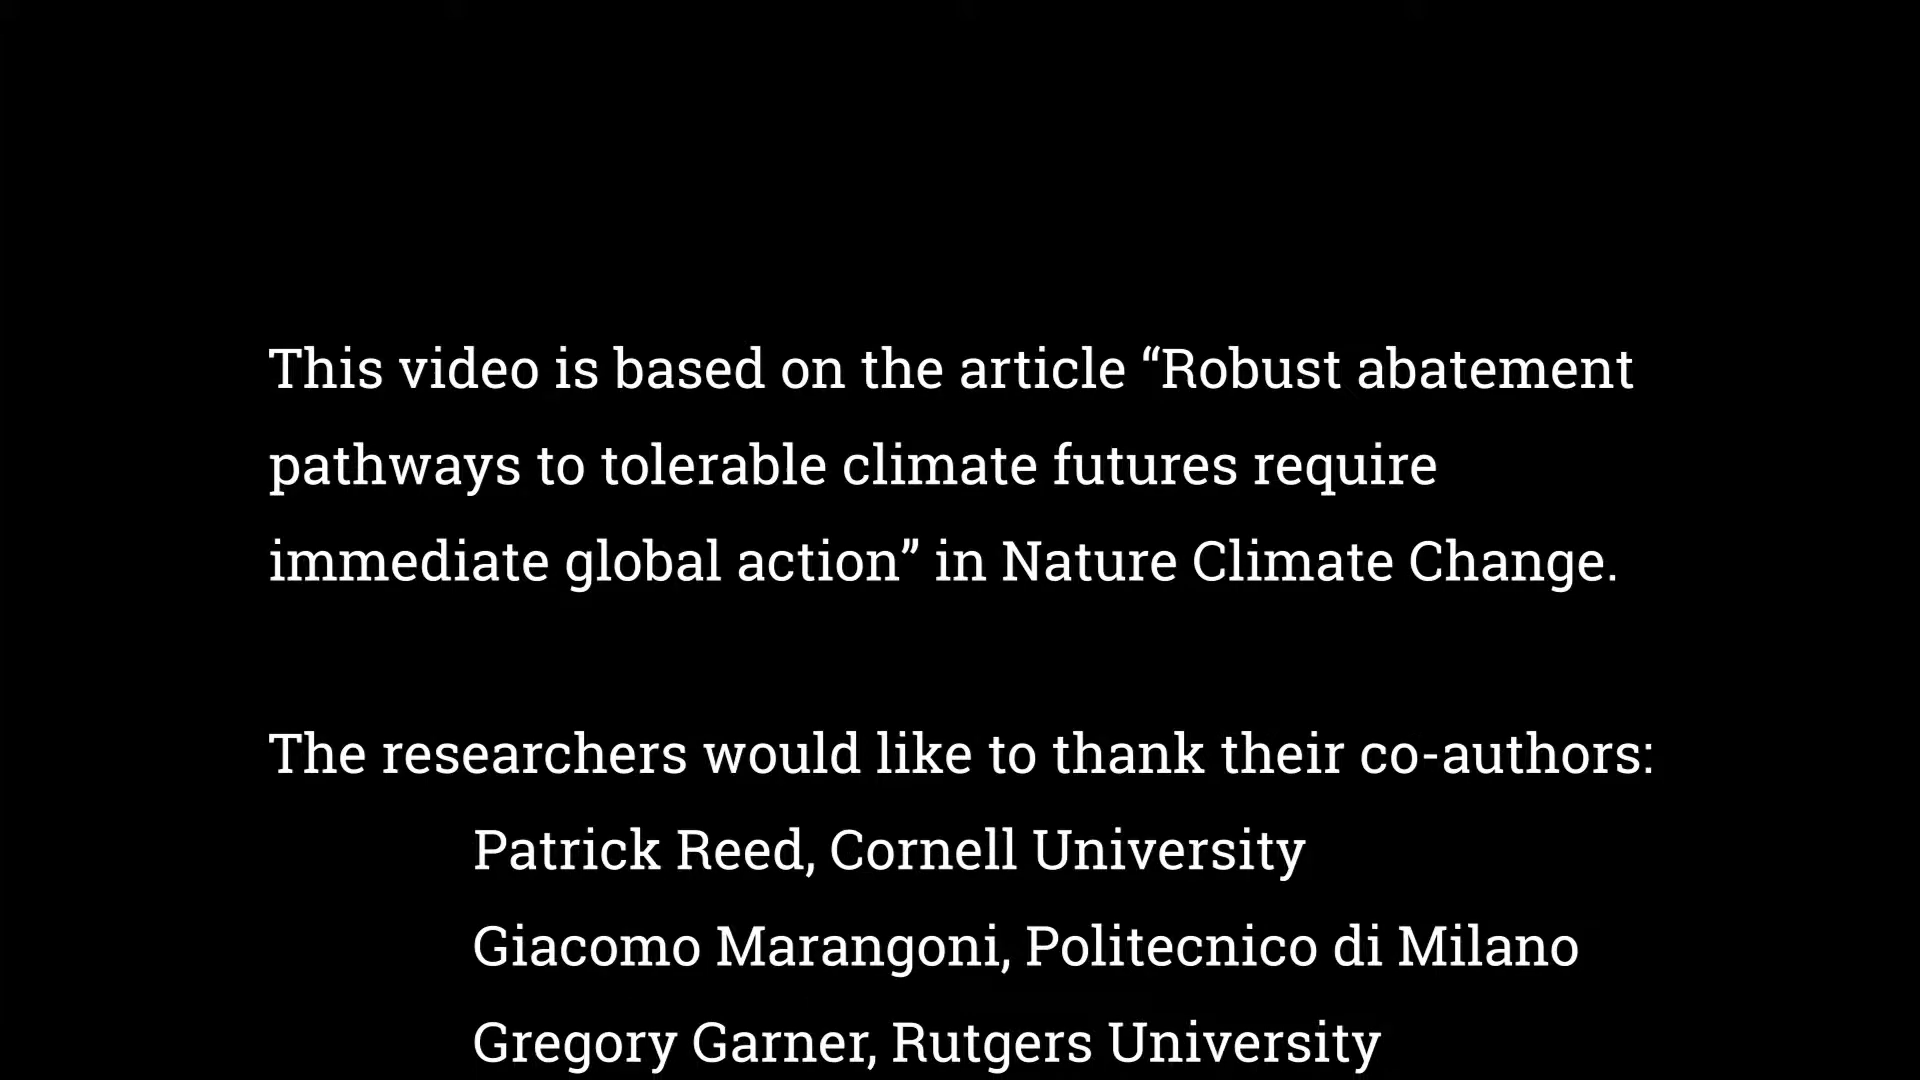 This video is based on the article “Robust abatement
pathways to tolerable climate futures require
immediate global action” in Nature Climate Change.
The researchers would like to thank their co-authors:
Patrick Reed, Cornell University
Giacomo Marangoni, Politecnico di Milano
Gregory Garner, Rutgers University